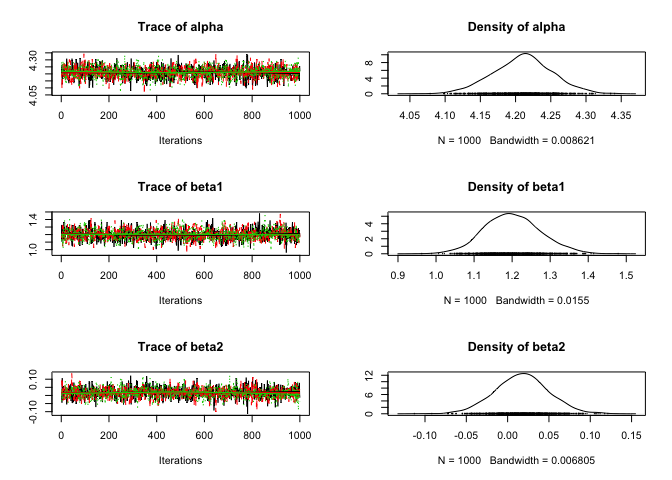 Trace of alpha
4.05 4.30
0 200 400 600 800 1000
Iterations
Density of alpha
0 4 8
4.05 4.10 4.15 4.20 4.25 4.30 4.35
N = 1000 Bandwidth = 0.008621
Trace of beta1
1.0 1.4
0 200 400 600 800 1000
Iterations
Density of beta1
0 2 4
0.9 1.0 1.1 1.2 1.3 1.4 1.5
N = 1000 Bandwidth = 0.0155
Trace of beta2
-0.10 0.10
0 200 400 600 800 1000
Iterations
Density of beta2
0 4 8 12
-0.10 -0.05 0.00 0.05 0.10 0.15
N = 1000 Bandwidth = 0.006805